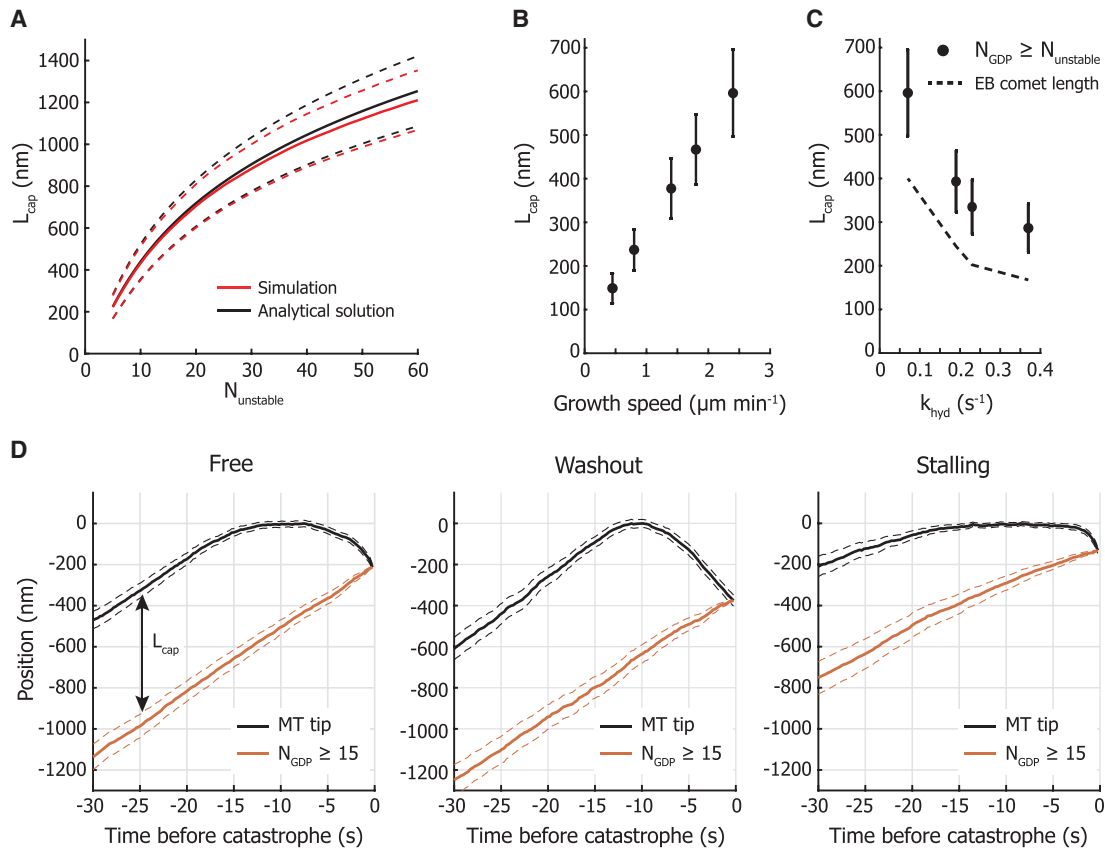 A
1400
1200
1000
800
600
400
200
0
L_cap (nm)
0 10 20 30 40 50 60
N_unstable
Simulation
Analytical solution
B
700
600
500
400
300
200
100
0
L_cap (nm)
0 1 2 3
Growth speed (µm min⁻¹)
C
700
600
500
400
300
200
100
0
L_cap (nm)
0 0.1 0.2 0.3 0.4
k_hyd (s⁻¹)
N_GDP ≥ N_unstable
EB comet length
D
Free
0
-200
-400
-600
-800
-1000
-1200
Position (nm)
L_cap
MT tip
N_GDP ≥ 15
-30 -25 -20 -15 -10 -5 0
Time before catastrophe (s)
Washout
0
-200
-400
-600
-800
-1000
-1200
MT tip
N_GDP ≥ 15
-30 -25 -20 -15 -10 -5 0
Time before catastrophe (s)
Stalling
0
-200
-400
-600
-800
-1000
-1200
MT tip
N_GDP ≥ 15
-30 -25 -20 -15 -10 -5 0
Time before catastrophe (s)